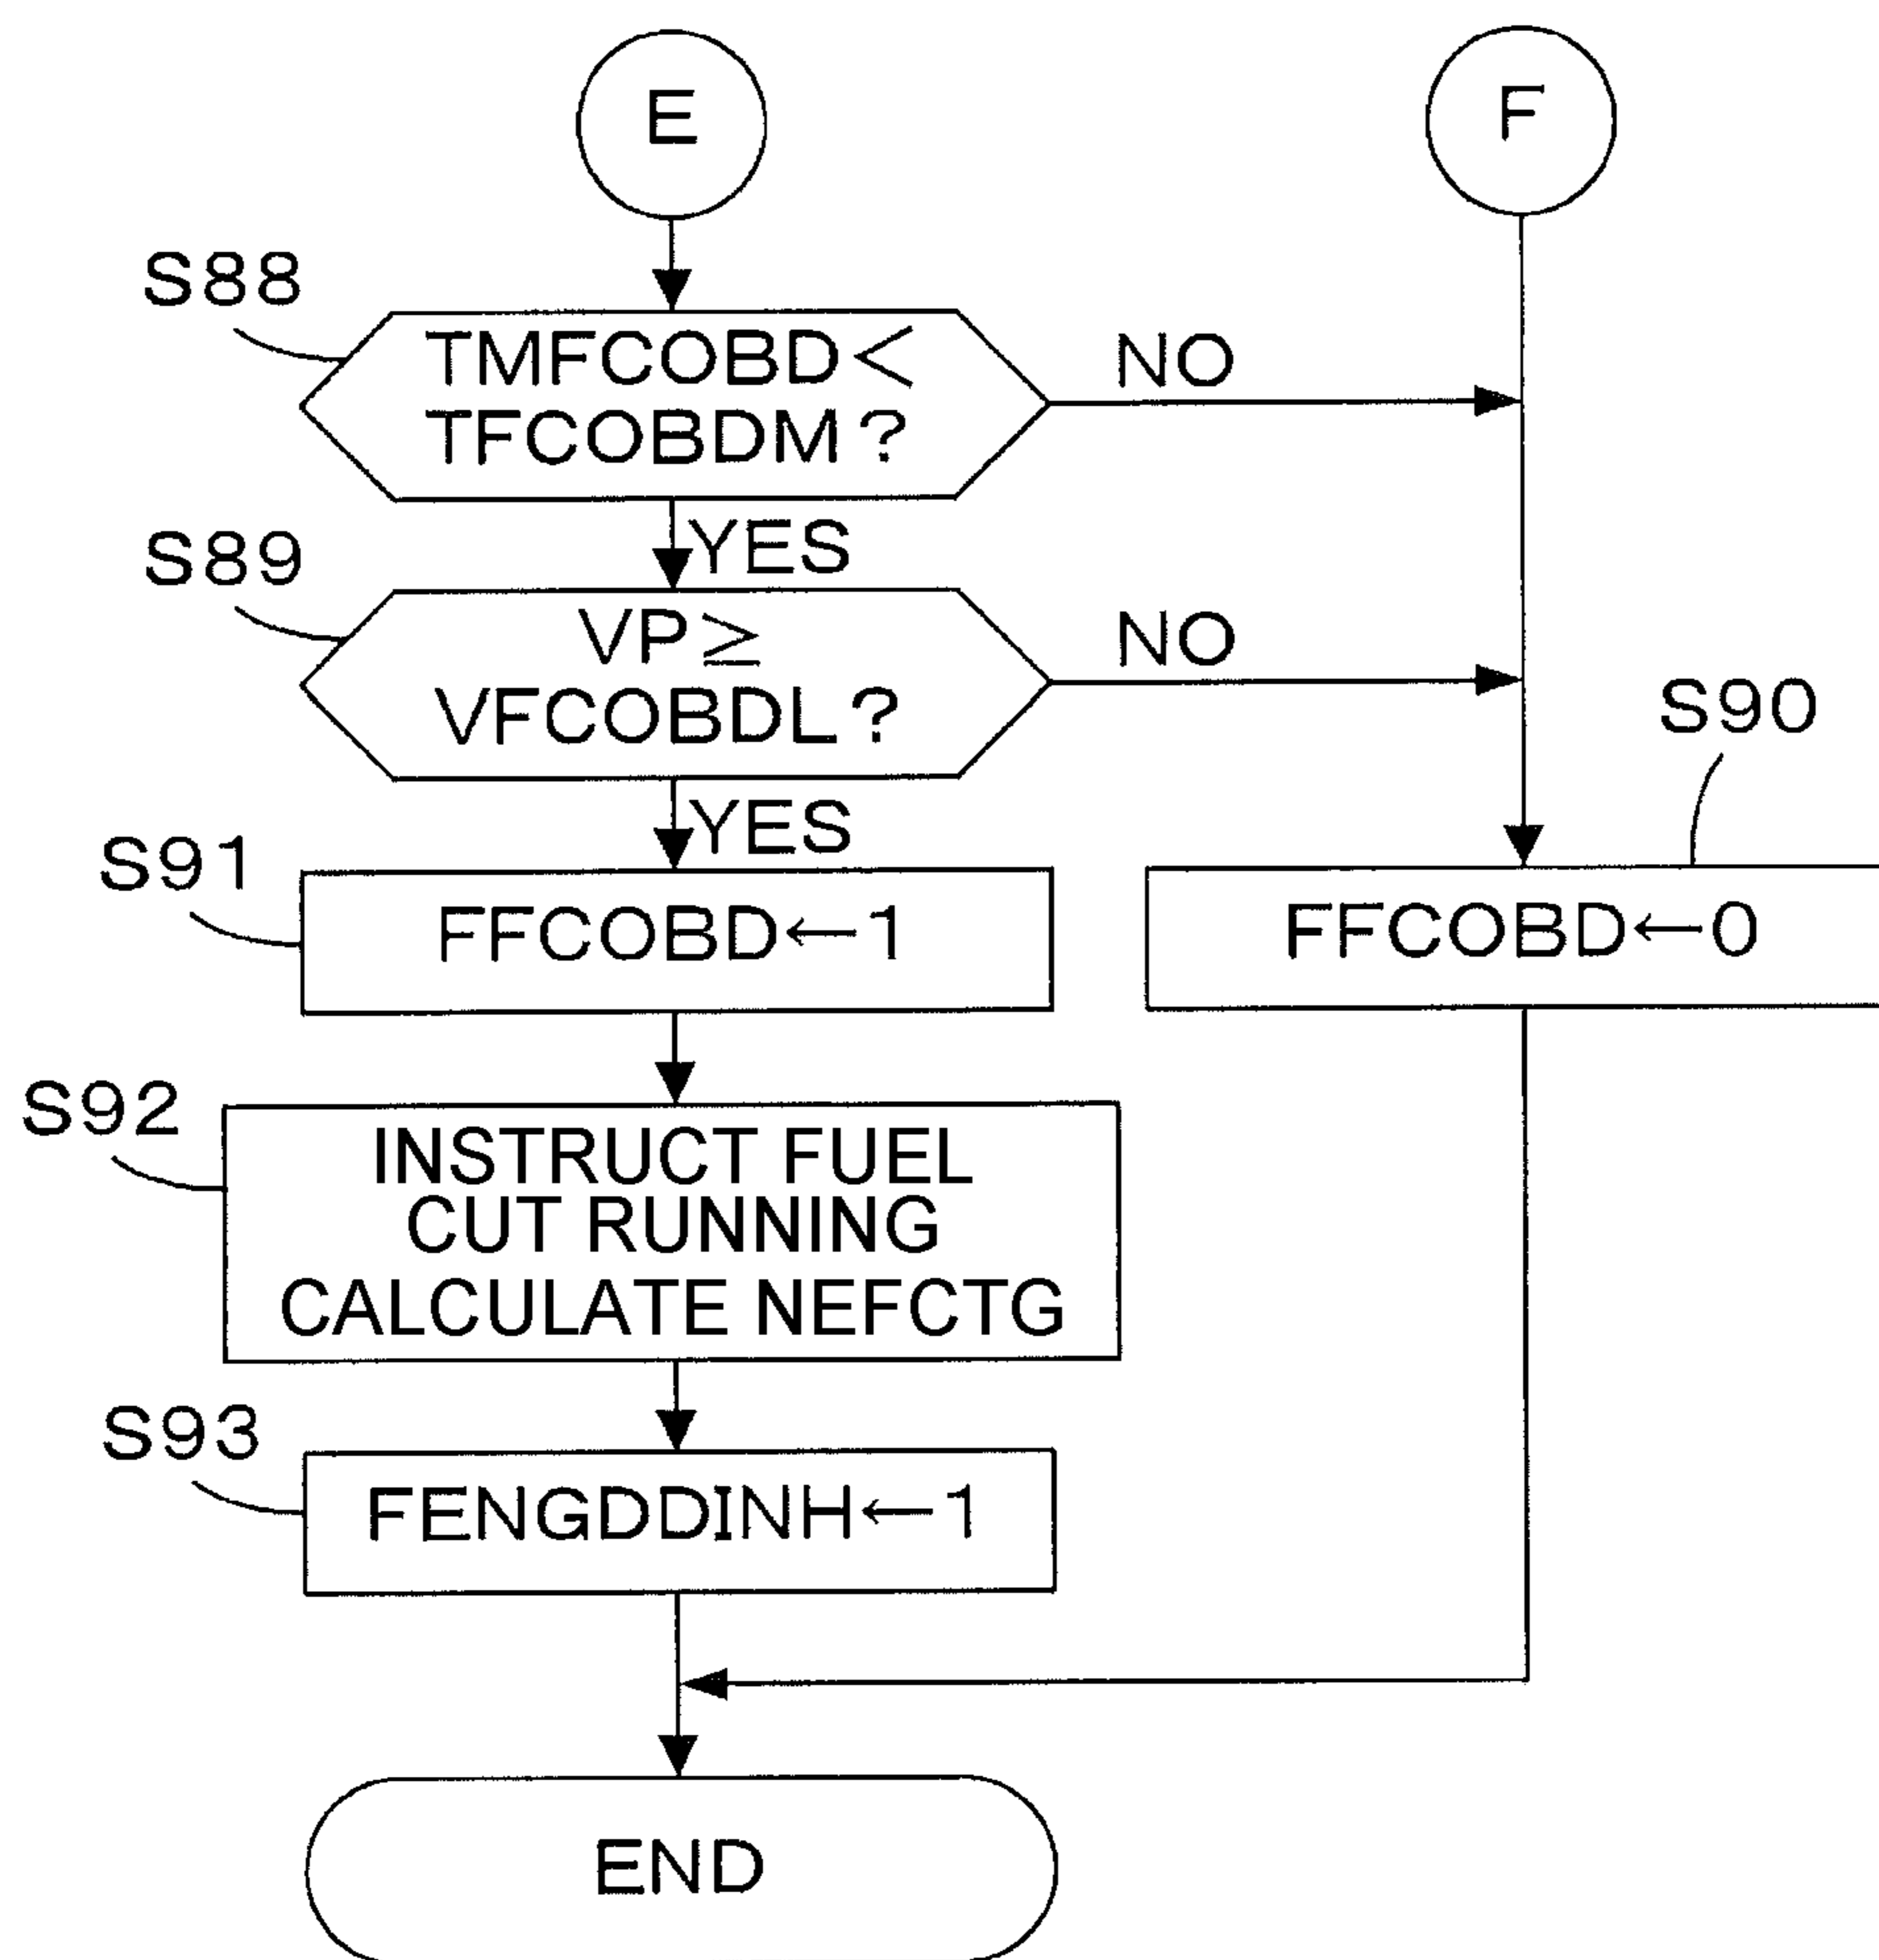 E
F
S88
TMFCOBD<
TFCOBDM?
NO
YES
S89
VP≧
VFCOBDL?
NO
YES
S90
S91
FFCOBD←1
FFCOBD←0
S92
INSTRUCT FUEL
CUT RUNNING
CALCULATE NEFCTG
S93
FENGDDINH←1
END